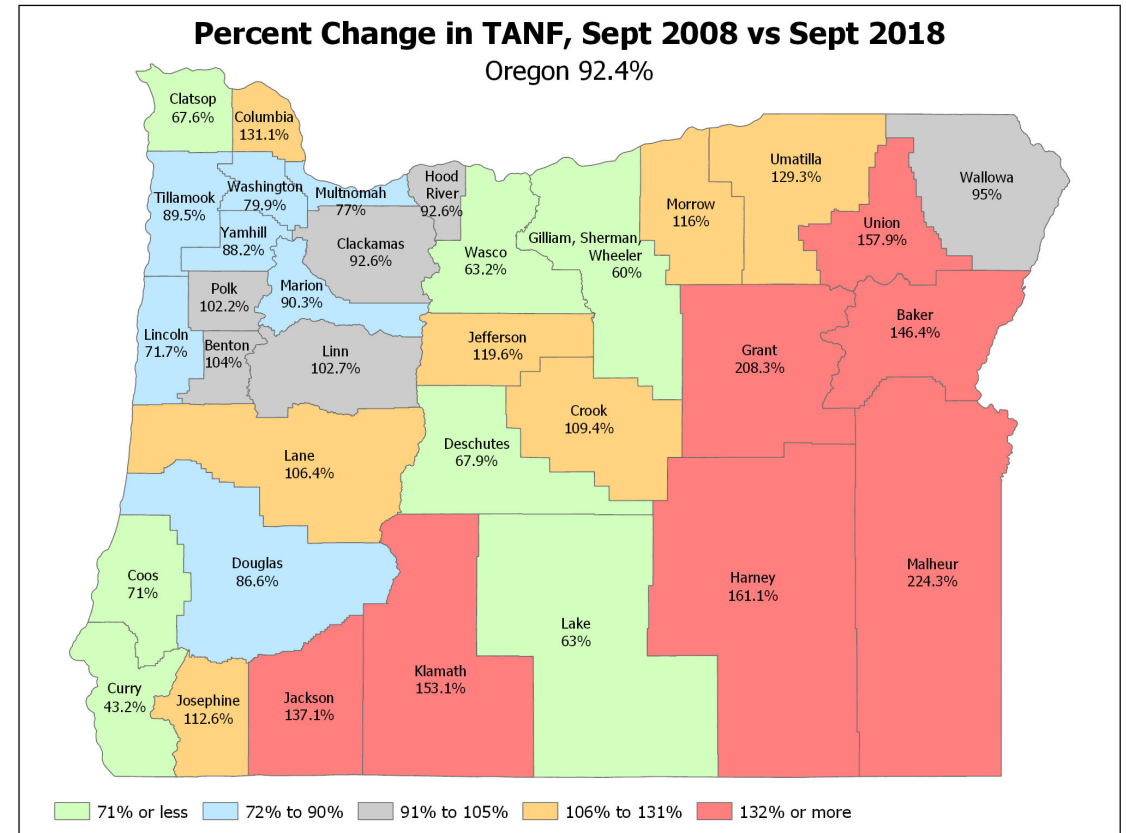 Percent Change in TANF, Sept 2008 vs Sept 2018
Oregon 92.4%
Clatsop
67.6%
Columbia
131.1%
Tillamook
89.5%
Washington
79.9%
Multnomah
77%
Hood
River
92.6%
Yamhill
88.2%
Clackamas
92.6%
Wasco
63.2%
Gilliam, Sherman,
Wheeler
60%
Morrow
116%
Umatilla
129.3%
Union
157.9%
Wallowa
95%
Polk
102.2%
Marion
90.3%
Lincoln
71.7%
Benton
104%
Linn
102.7%
Jefferson
119.6%
Grant
208.3%
Baker
146.4%
Crook
109.4%
Lane
106.4%
Deschutes
67.9%
Coos
71%
Douglas
86.6%
Harney
161.1%
Malheur
224.3%
Lake
63%
Klamath
153.1%
Curry
43.2%
Josephine
112.6%
Jackson
137.1%
71% or less
72% to 90%
91% to 105%
106% to 131%
132% or more